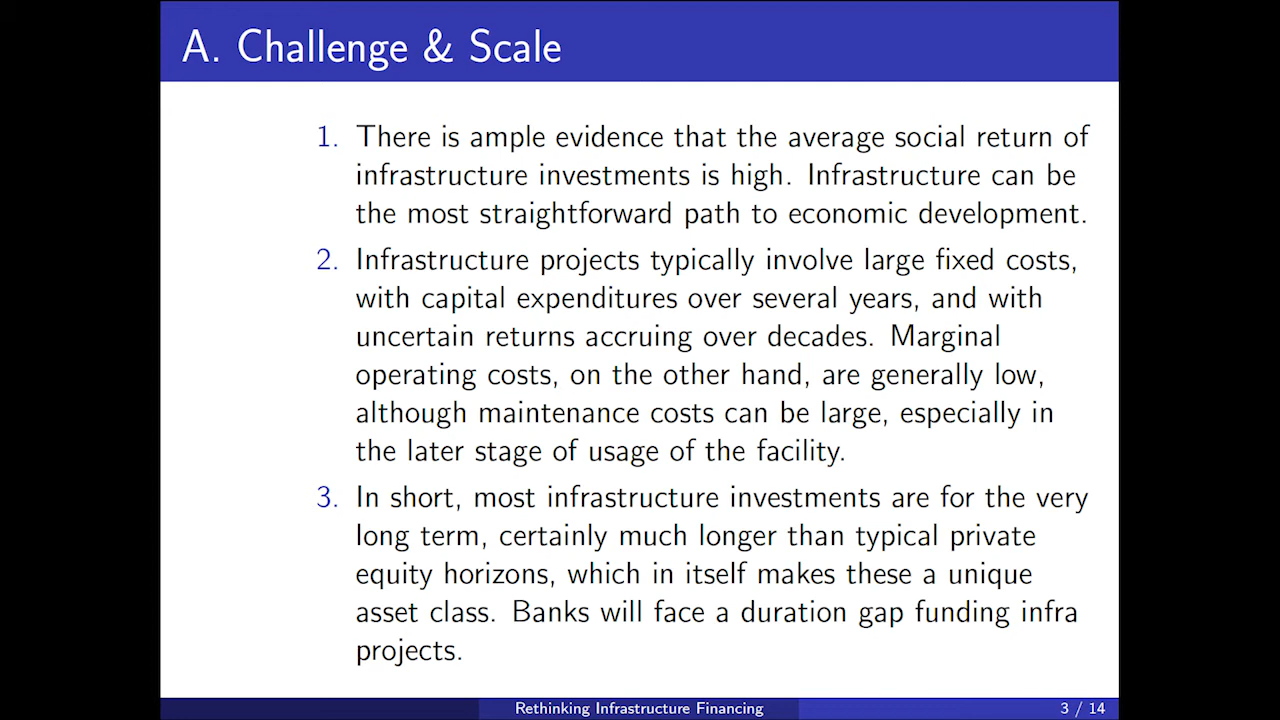 A. Challenge & Scale
1. There is ample evidence that the average social return of
infrastructure investments is high. Infrastructure can be
the most straightforward path to economic development.
2. Infrastructure projects typically involve large fixed costs,
with capital expenditures over several years, and with
uncertain returns accruing over decades. Marginal
operating costs, on the other hand, are generally low,
although maintenance costs can be large, especially in
the later stage of usage of the facility.
3. In short, most infrastructure investments are for the very
long term, certainly much longer than typical private
equity horizons, which in itself makes these a unique
asset class. Banks will face a duration gap funding infra
projects.
Rethinking Infrastructure Financing
3 / 14